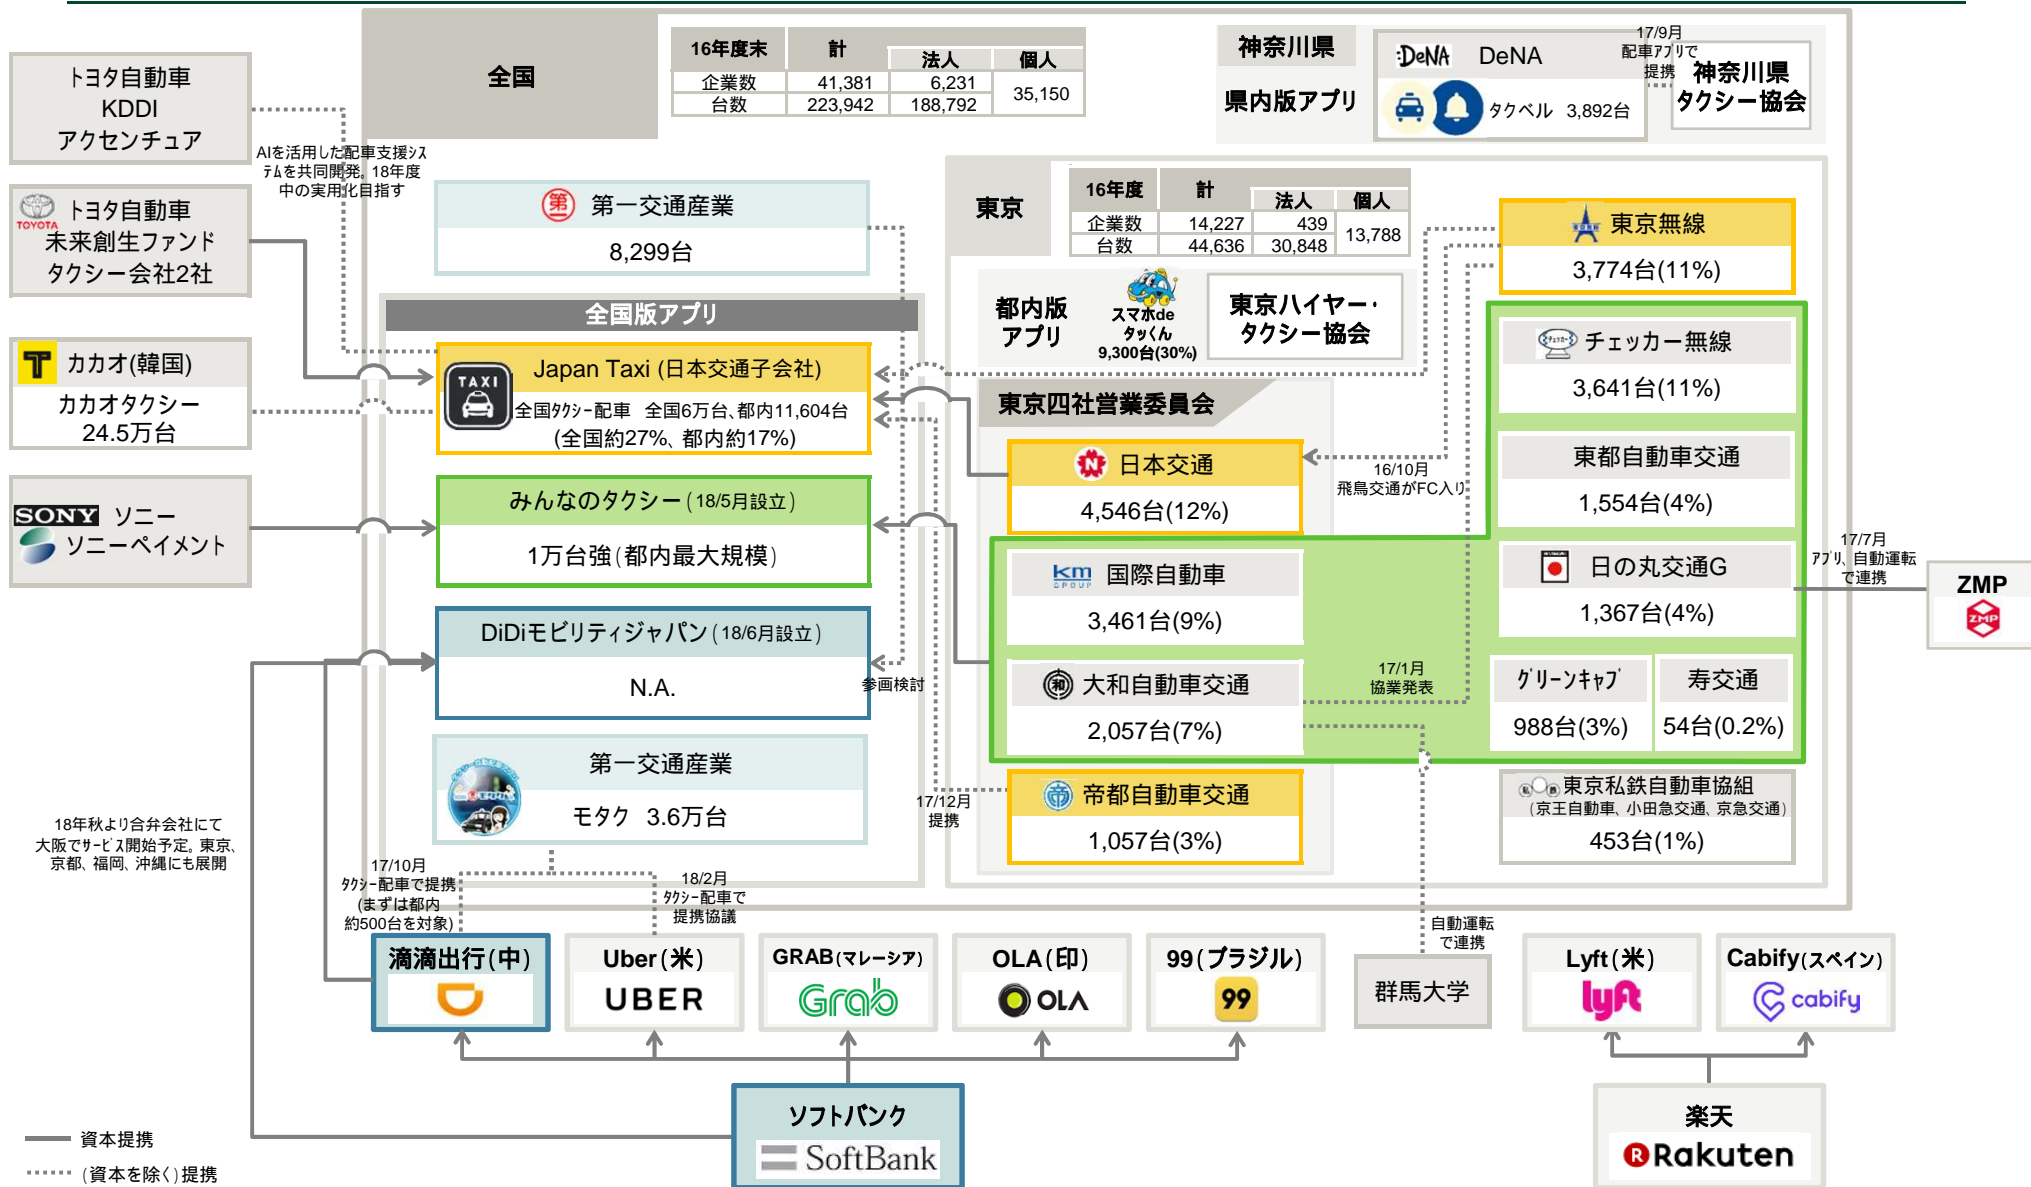 全国
16年度末 計 法人 個人
企業数 41,381 6,231 35,150
台数 223,942 188,792
神奈川県
県内版アプリ
:DeNA DeNA
タクベル 3,892台
17/9月
配車アプリで
提携
神奈川県
タクシー協会
トヨタ自動車
KDDI
アクセンチュア
AIを活用した配車支援シス
テムを共同開発。18年度
中の実用化目指す
TOYOTA
トヨタ自動車
未来創生ファンド
タクシー会社2社
カカオ(韓国)
カカオタクシー
24.5万台
SONY ソニー
ソニーペイメント
第 第一交通産業
8,299台
全国版アプリ
TAXI
Japan Taxi (日本交通子会社)
全国タクシー配車 全国6万台、都内11,604台
(全国約27%、都内約17%)
みんなのタクシー(18/5月設立)
1万台強(都内最大規模)
DiDiモビリティジャパン(18/6月設立)
N.A.
参画検討
第一交通産業
モタク 3.6万台
東京
16年度 計 法人 個人
企業数 14,227 439 13,788
台数 44,636 30,848
都内版
アプリ
スマホde
タッくん
9,300台(30%)
東京ハイヤー・
タクシー協会
東京四社営業委員会
N 日本交通
4,546台(12%)
16/10月
飛鳥交通がFC入り
km GROUP 国際自動車
3,461台(9%)
和 大和自動車交通
2,057台(7%)
17/1月
協業発表
帝 帝都自動車交通
1,057台(3%)
17/12月
提携
東京無線
3,774台(11%)
チェッカー無線
3,641台(11%)
東都自動車交通
1,554台(4%)
日の丸交通G
1,367台(4%)
グリーンキャブ
988台(3%)
寿交通
54台(0.2%)
東京私鉄自動車協組
(京王自動車、小田急交通、京急交通)
453台(1%)
17/7月
アプリ、自動運転
で連携
ZMP
ZMP
18年秋より合弁会社にて
大阪でサービス開始予定。東京、
京都、福岡、沖縄にも展開
17/10月
タクシー配車で提携
(まずは都内
約500台を対象)
18/2月
タクシー配車で
提携協議
自動運転
で連携
滴滴出行(中)
Uber(米)
UBER
GRAB(マレーシア)
Grab
OLA(印)
OLA
99(ブラジル)
99
群馬大学
Lyft(米)
lyft
Cabify(スペイン)
cabify
ソフトバンク
SoftBank
楽天
R Rakuten
資本提携
(資本を除く)提携